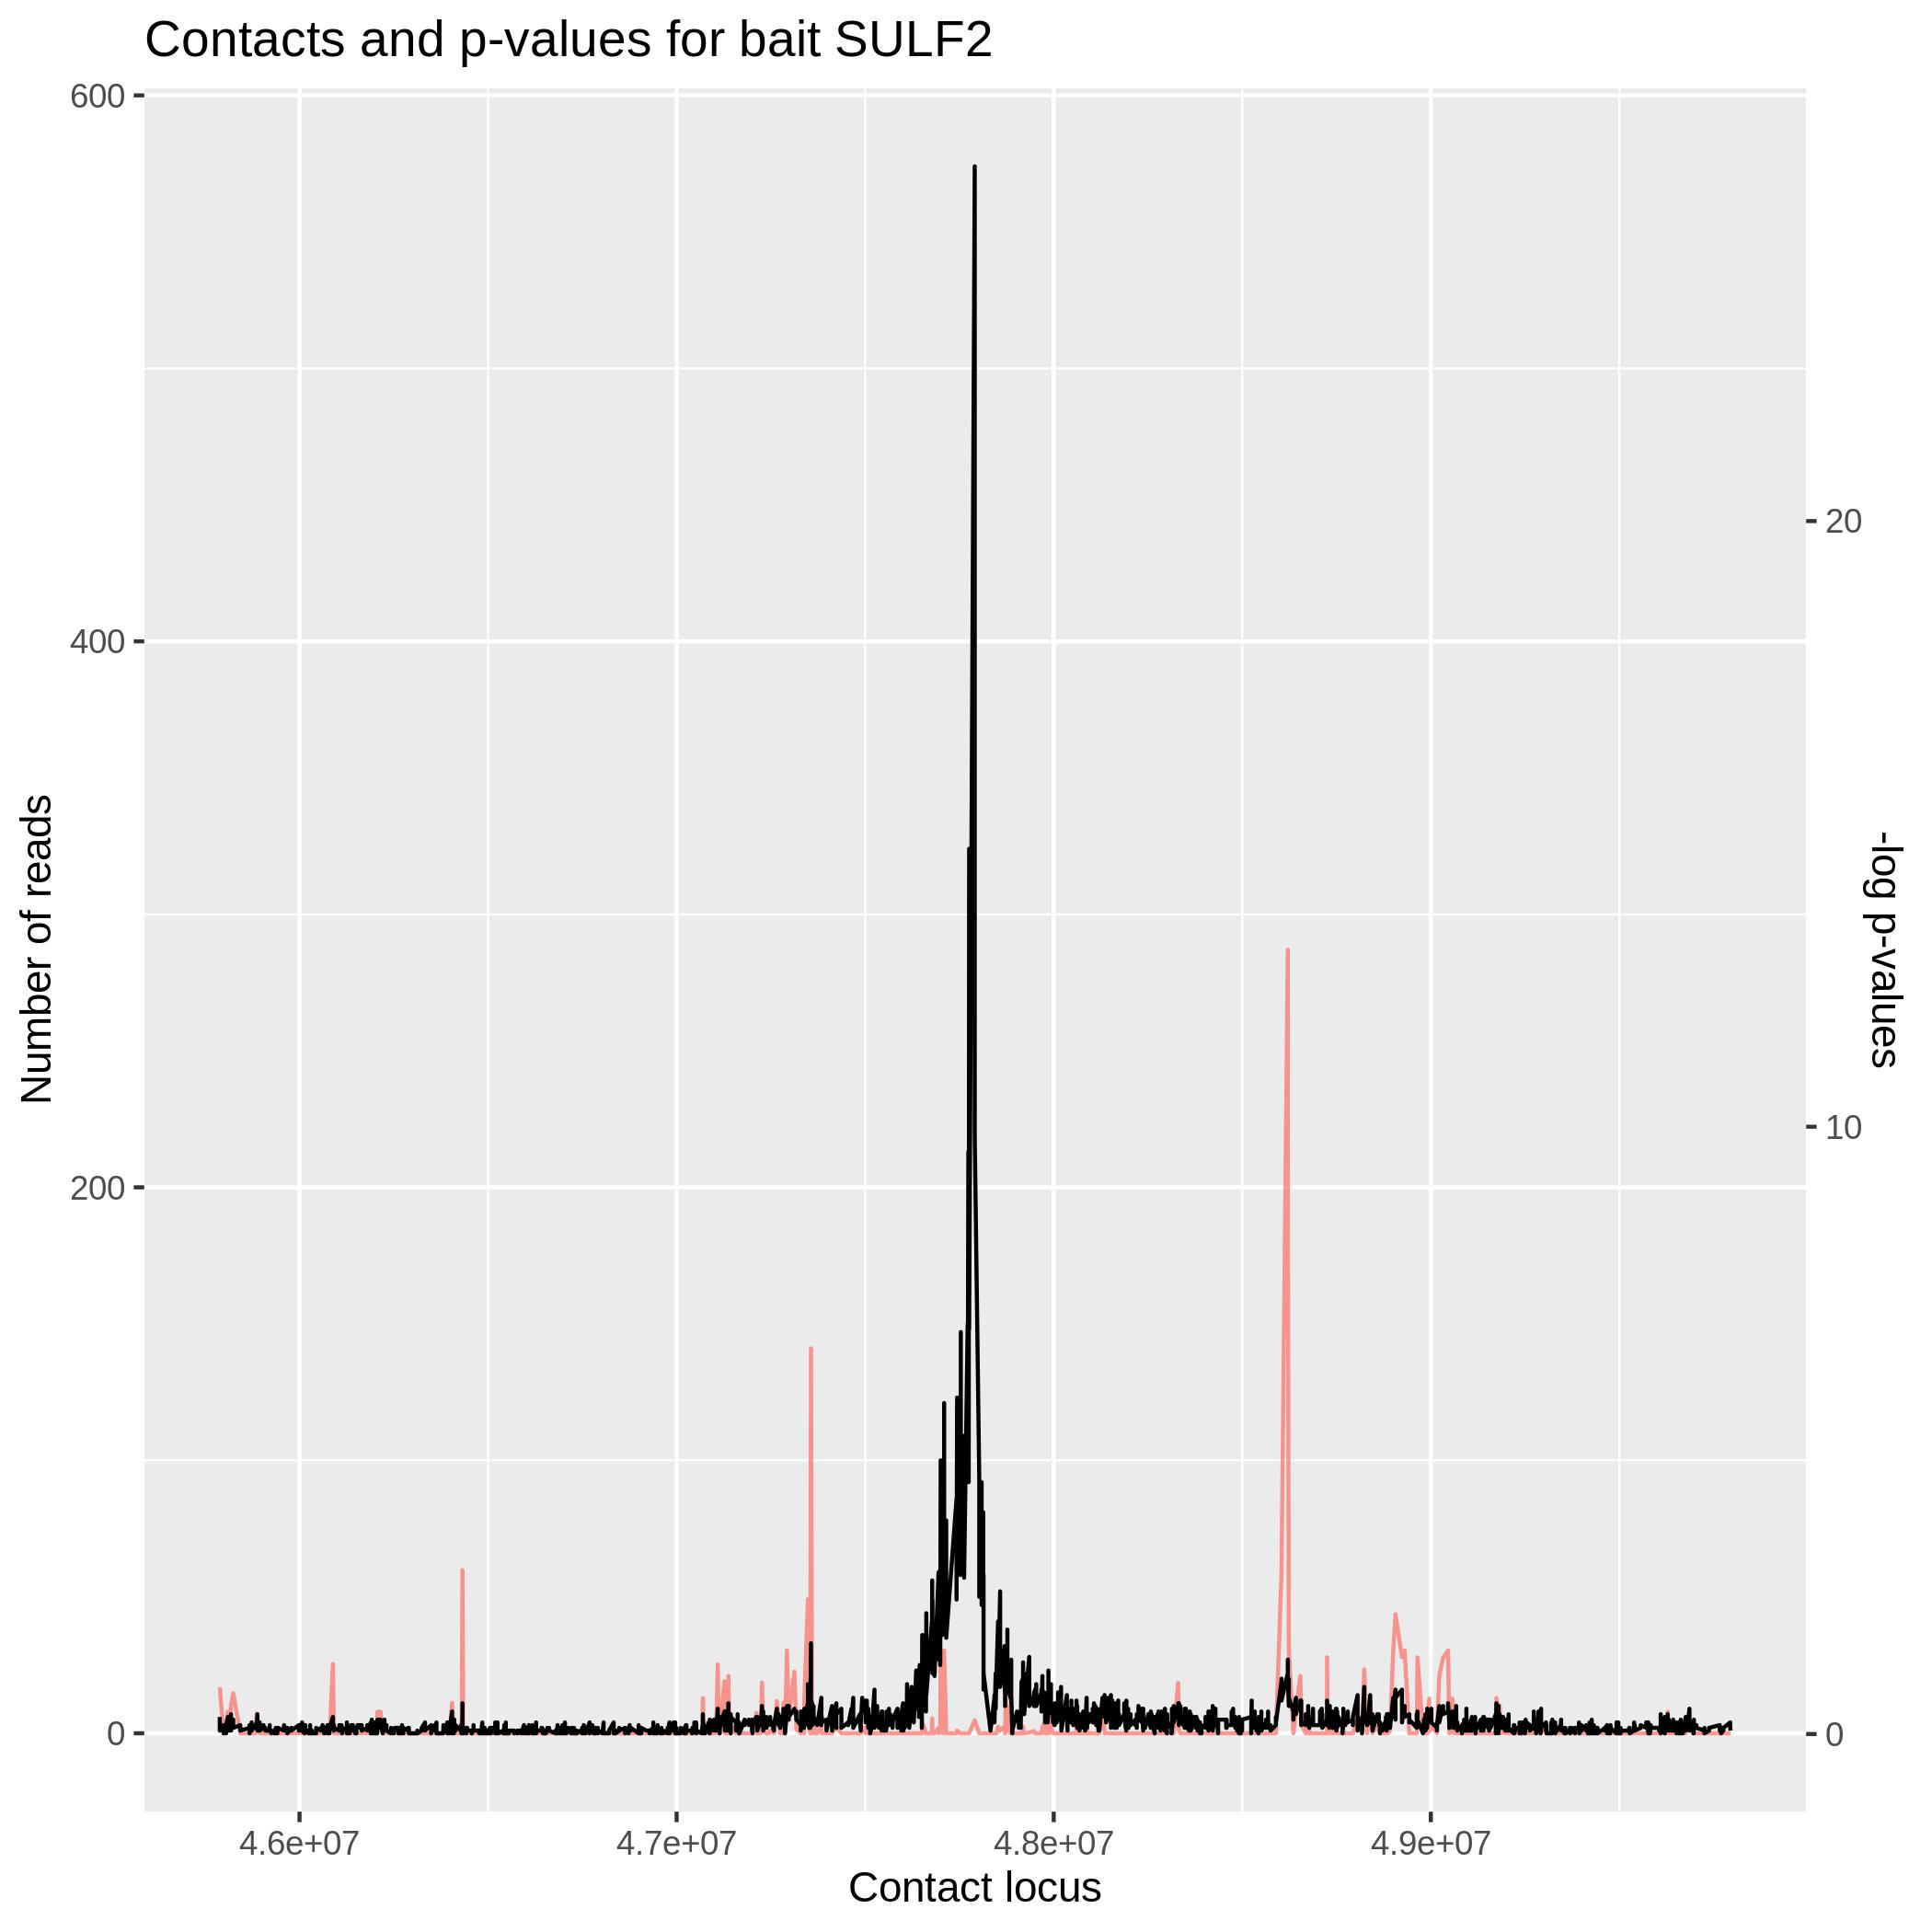 Contacts and p-values for bait SULF2
600
400
200
0
Number of reads
20
10
0
-log p-values
4.6e+07
4.7e+07
4.8e+07
4.9e+07
Contact locus